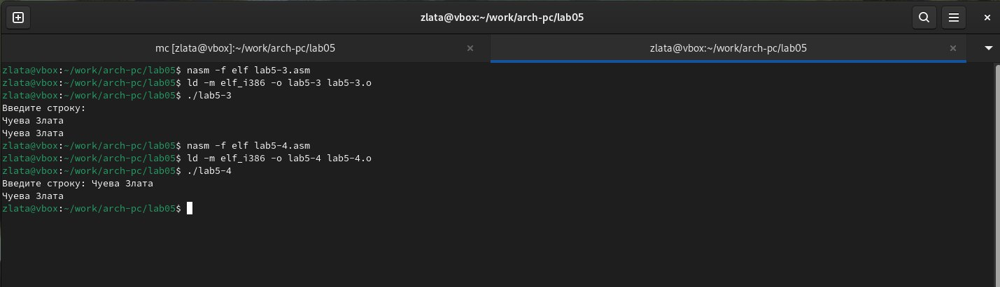 zlata@vbox:~/work/arch-pc/lab05
mc [zlata@vbox]:~/work/arch-pc/lab05
zlata@vbox:~/work/arch-pc/lab05
zlata@vbox:~/work/arch-pc/lab05$ nasm -f elf lab5-3.asm
zlata@vbox:~/work/arch-pc/lab05$ ld -m elf_i386 -o lab5-3 lab5-3.o
zlata@vbox:~/work/arch-pc/lab05$ ./lab5-3
Введите строку:
Чуева Злата
Чуева Злата
zlata@vbox:~/work/arch-pc/lab05$ nasm -f elf lab5-4.asm
zlata@vbox:~/work/arch-pc/lab05$ ld -m elf_i386 -o lab5-4 lab5-4.o
zlata@vbox:~/work/arch-pc/lab05$ ./lab5-4
Введите строку: Чуева Злата
Чуева Злата
zlata@vbox:~/work/arch-pc/lab05$